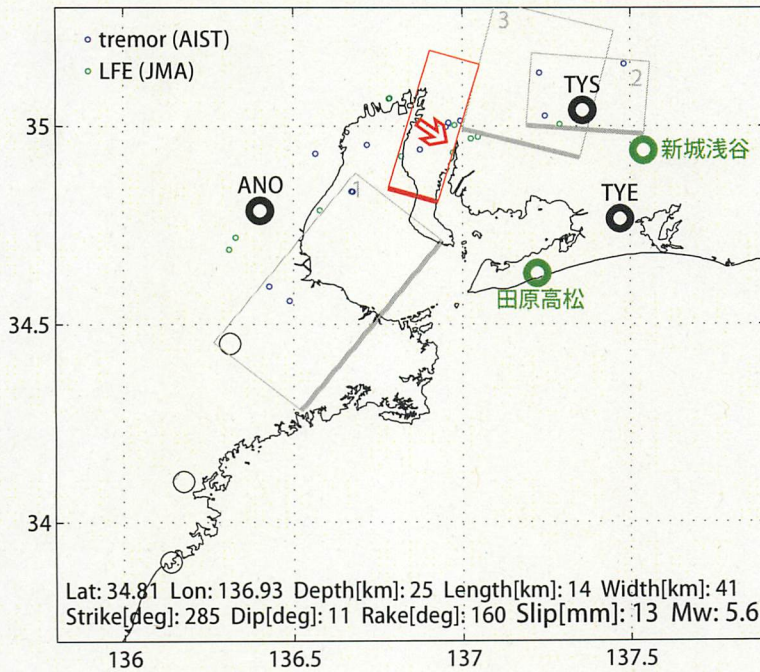 tremor (AIST)
LFE (JMA)
3
2
TYS
35
新城浅谷
1
ANO
TYE
田原高松
34.5
34
Lat: 34.81 Lon: 136.93 Depth[km]: 25 Length[km]: 14 Width[km]: 41
Strike[deg]: 285 Dip[deg]: 11 Rake[deg]: 160 Slip[mm]: 13 Mw: 5.6
136
136.5
137
137.5